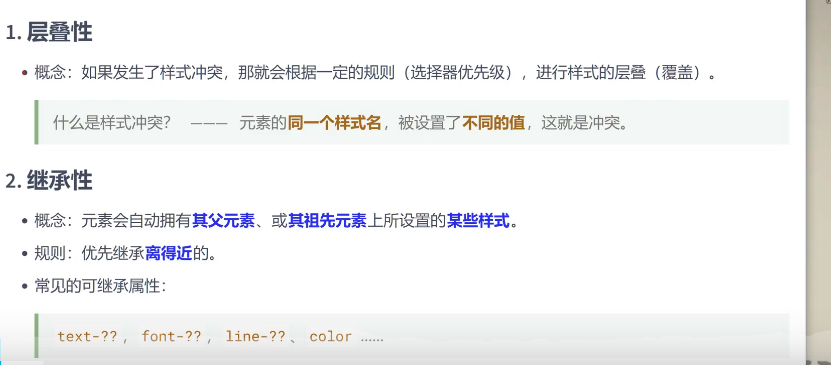 1. 层叠性
• 概念：如果发生了样式冲突，那就会根据一定的规则（选择器优先级），进行样式的层叠（覆盖）。
什么是样式冲突？ ——— 元素的同一个样式名，被设置了不同的值，这就是冲突。
2. 继承性
• 概念：元素会自动拥有其父元素、或其祖先元素上所设置的某些样式。
• 规则：优先继承离得近的。
• 常见的可继承属性：
text-??，font-??，line-??、color ……